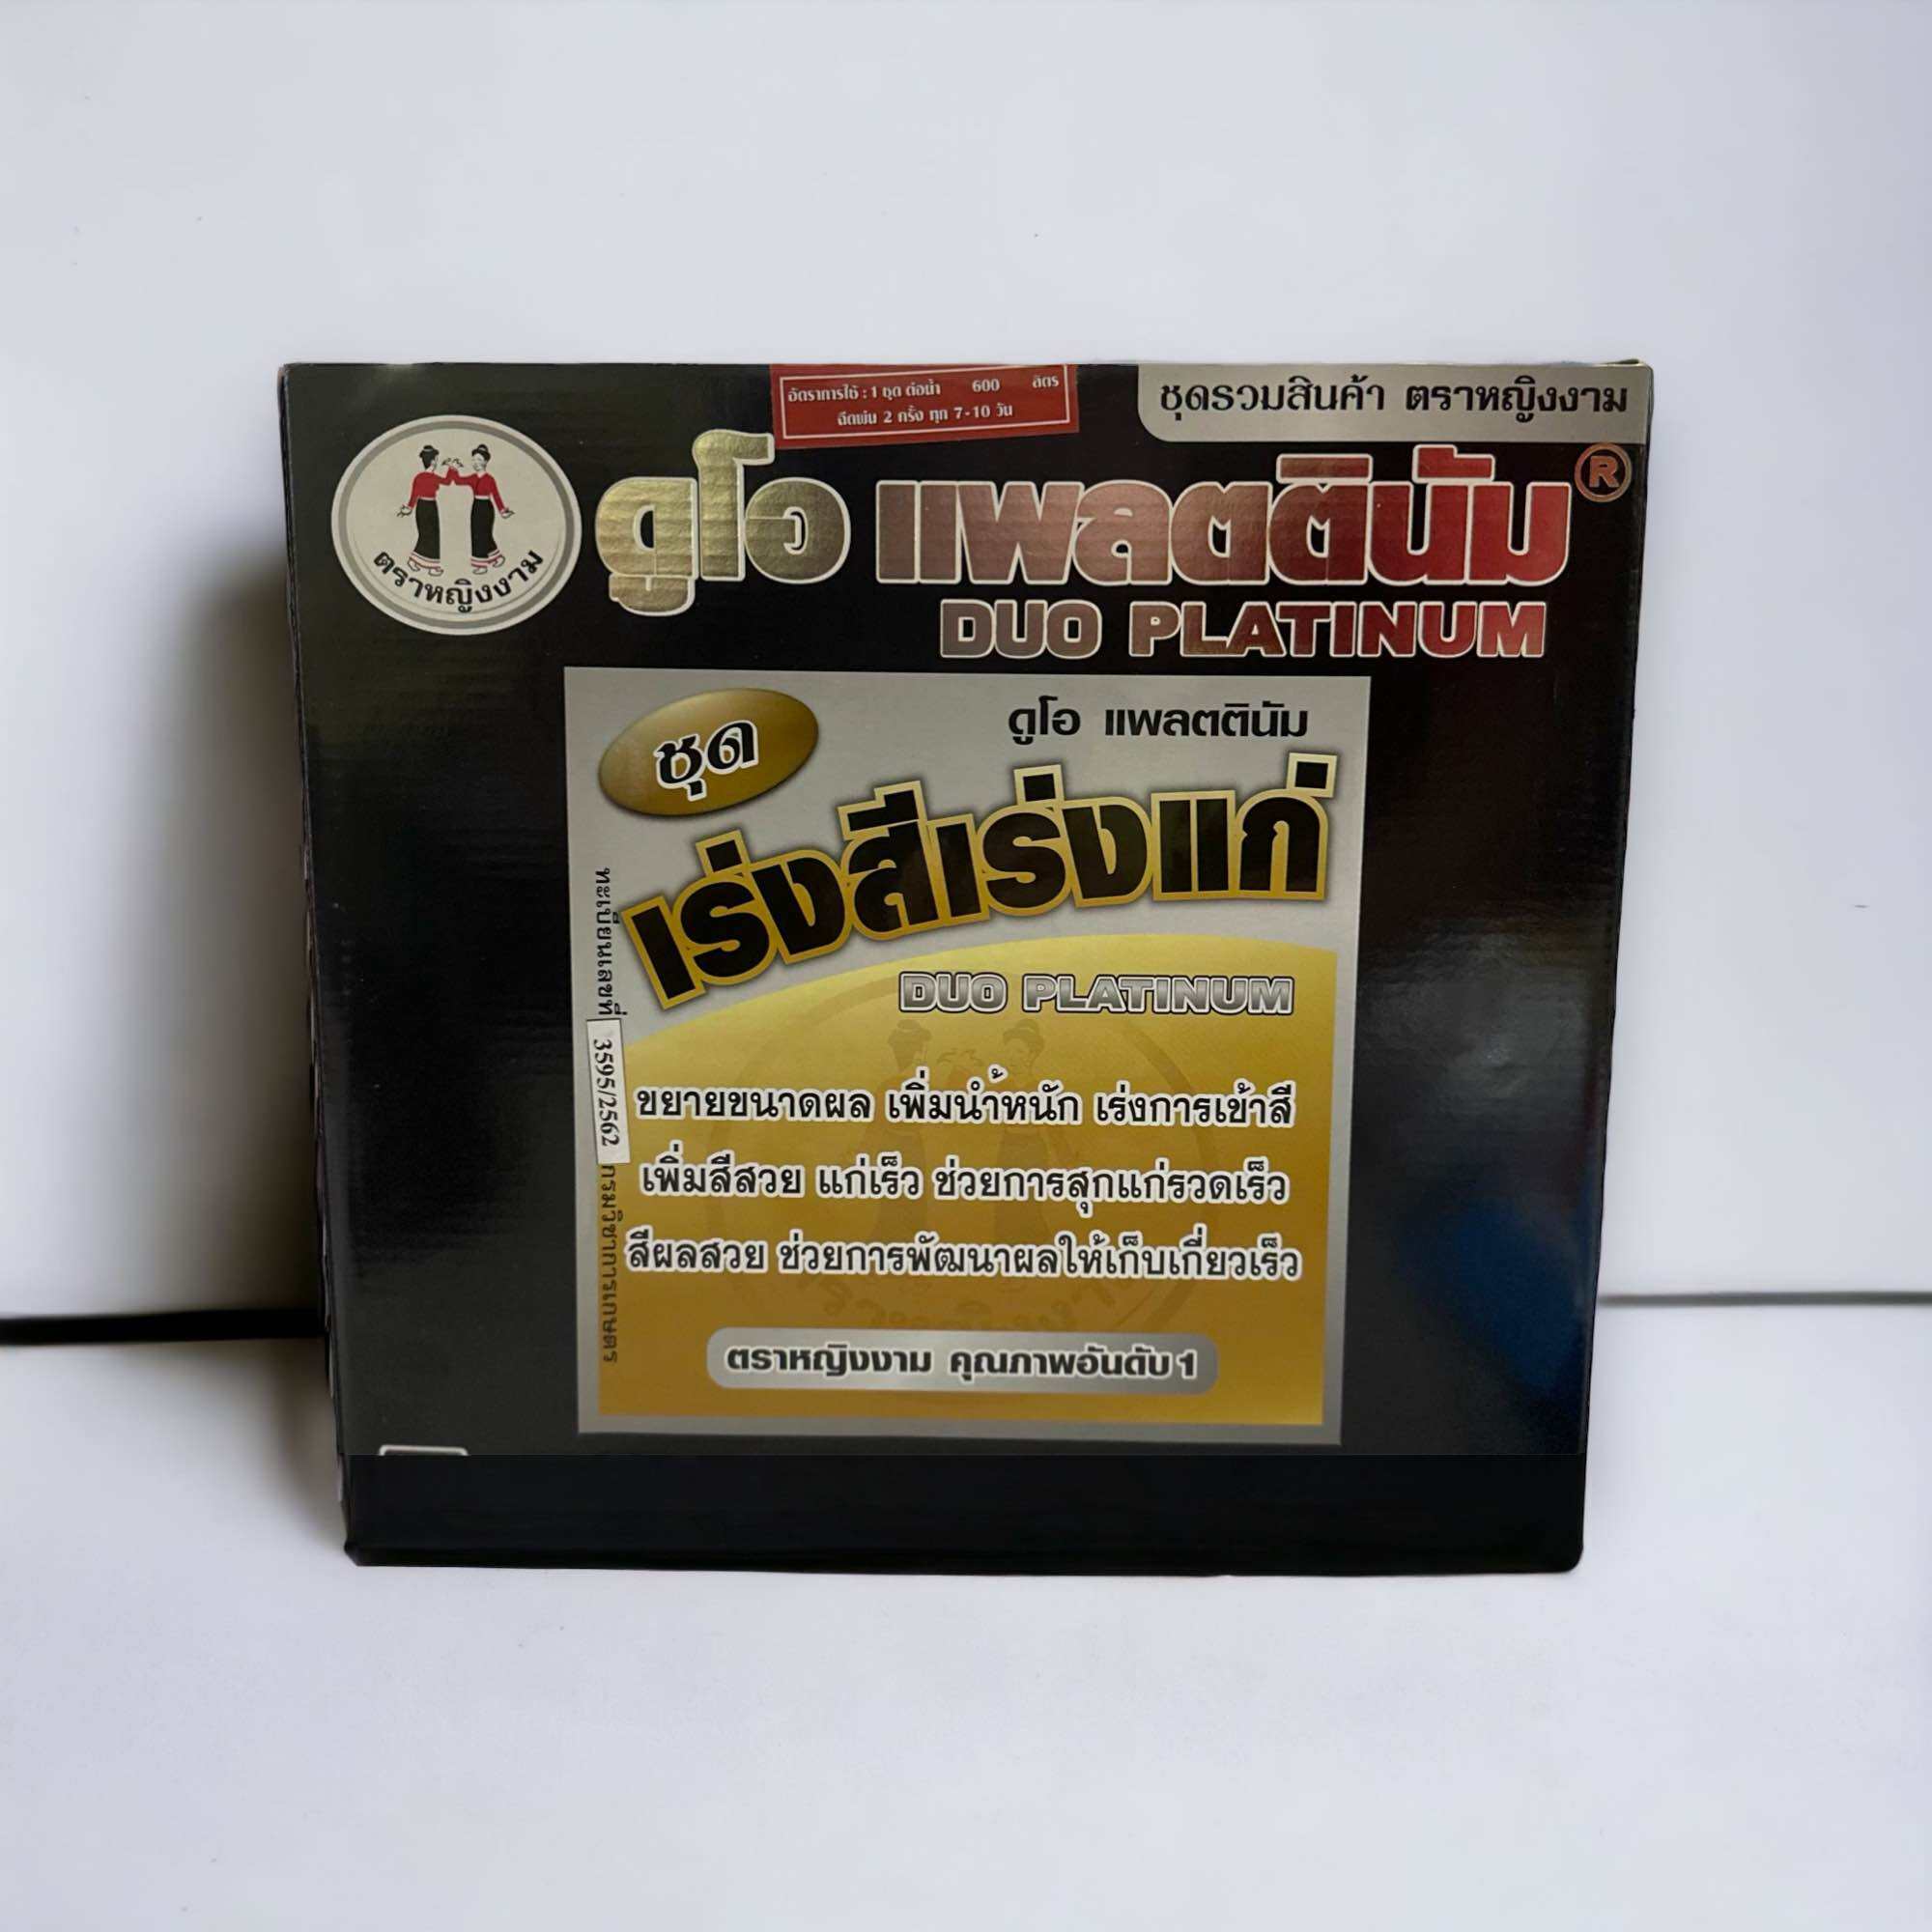 อัตราการใช้ : 1 ชุด ต่อน้ำ 600 ลิตร
ฉีดพ่น 2 ครั้ง ทุก 7-10 วัน
ชุดรวมสินค้า ตราหญิงงาม
ตราหญิงงาม
ดูโอ แพลตตินัม ®
DUO PLATINUM
ชุด
ดูโอ แพลตตินัม
เร่งสีเร่งแก่
DUO PLATINUM
ทะเบียนเลขที่ 3595/2562 กรมวิชาการเกษตร
ขยายขนาดผล เพิ่มน้ำหนัก เร่งการเข้าสี
เพิ่มสีสวย แก่เร็ว ช่วยการสุกแก่รวดเร็ว
สีผลสวย ช่วยการพัฒนาผลให้เก็บเกี่ยวเร็ว
ตราหญิงงาม คุณภาพอันดับ 1